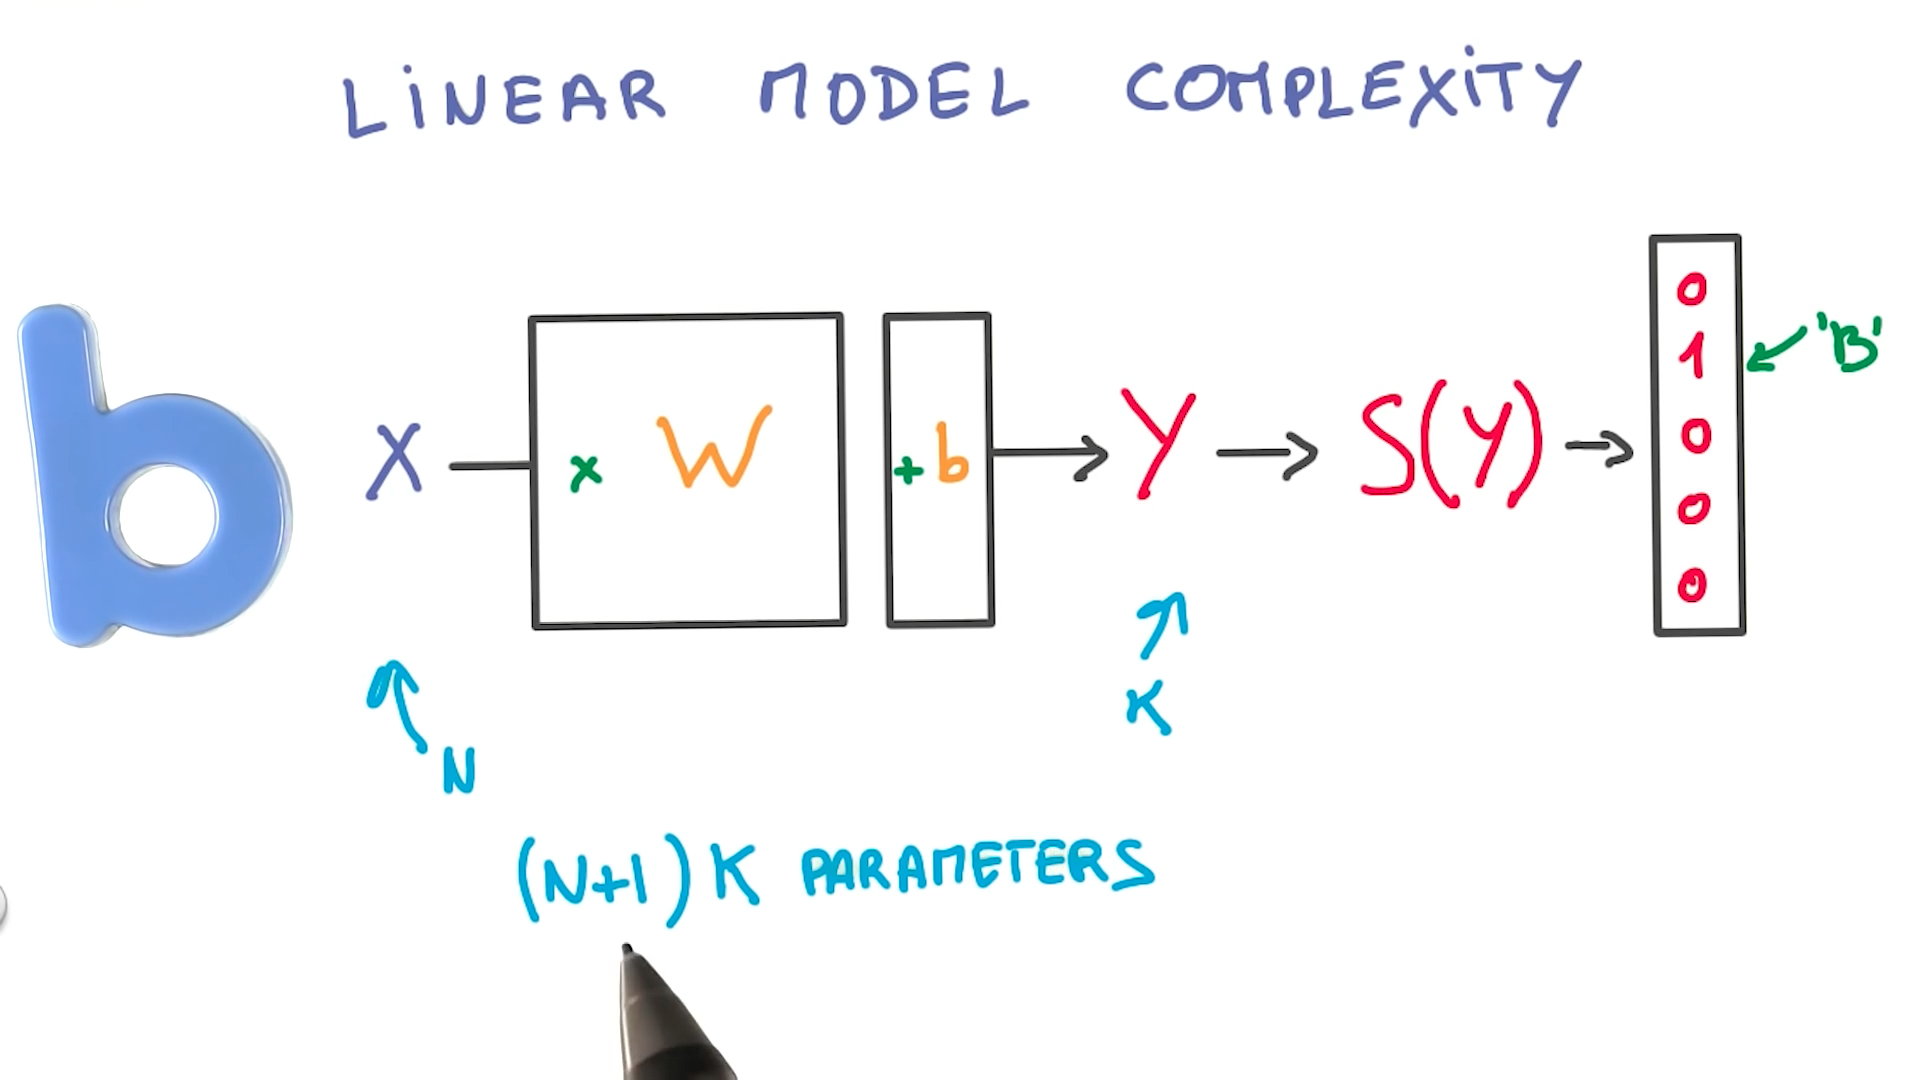 LINEAR MODEL COMPLEXITY
b X x W + b Y S(Y) 0 1 0 0 0 'B'
N K
(N+1) K PARAMETERS